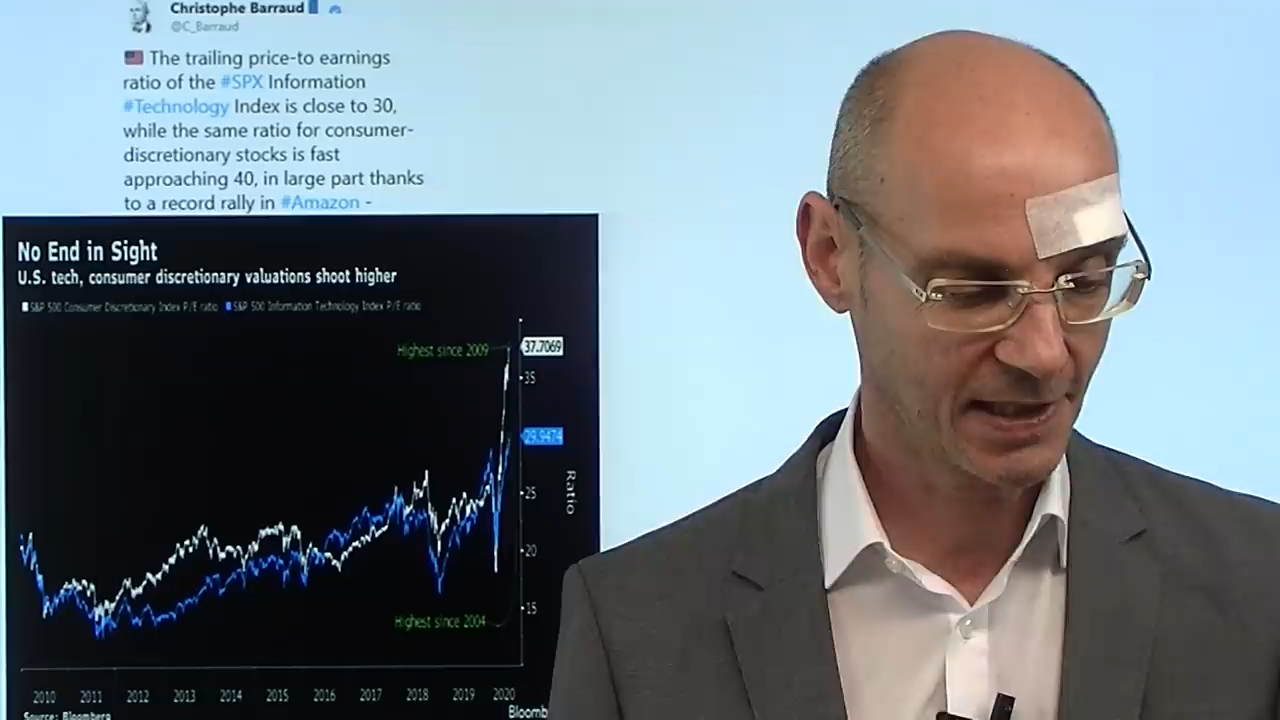 Christophe Barraud
@C_Barraud
The trailing price-to earnings
ratio of the #SPX Information
#Technology Index is close to 30,
while the same ratio for consumer-
discretionary stocks is fast
approaching 40, in large part thanks
to a record rally in #Amazon -
No End in Sight
U.S. tech, consumer discretionary valuations shoot higher
S&P 500 Consumer Discretionary Index P/E ratio S&P 500 Information Technology Index P/E ratio
Highest since 2009
37.7069
35
29.9474
25
Ratio
20
15
Highest since 2004
2010 2011 2012 2013 2014 2015 2016 2017 2018 2019 2020
Source: Bloomberg
Bloomb